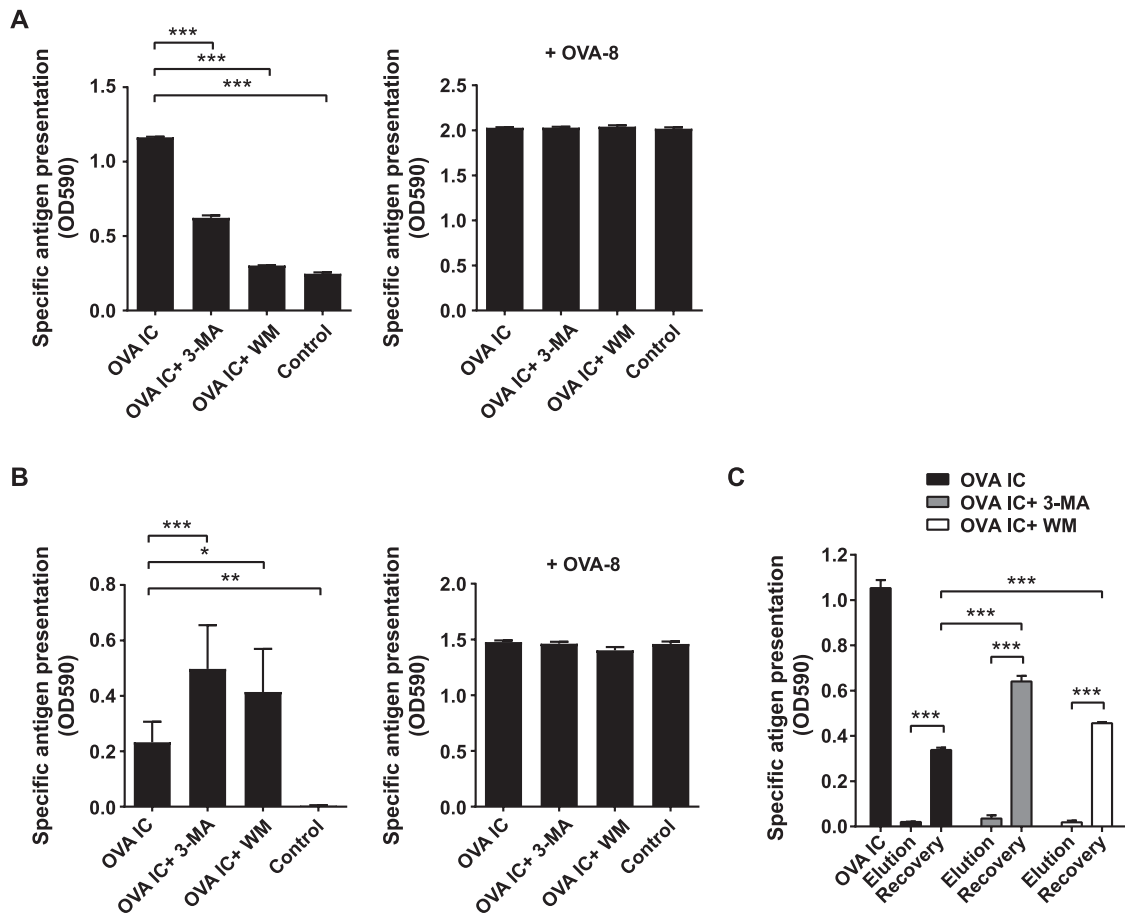 A
***
***
***
Specific antigen presentation
(OD590)
1.5
1.0
0.5
0.0
OVA IC
OVA IC+ 3-MA
OVA IC+ WM
Control
+ OVA-8
Specific antigen presentation
(OD590)
2.5
2.0
1.5
1.0
0.5
0.0
OVA IC
OVA IC+ 3-MA
OVA IC+ WM
Control
B
***
*
**
Specific antigen presentation
(OD590)
0.8
0.6
0.4
0.2
0.0
OVA IC
OVA IC+ 3-MA
OVA IC+ WM
Control
+ OVA-8
Specific antigen presentation
(OD590)
2.0
1.5
1.0
0.5
0.0
OVA IC
OVA IC+ 3-MA
OVA IC+ WM
Control
C
OVA IC
OVA IC+ 3-MA
OVA IC+ WM
Specific atigen presentation
(OD590)
1.2
1.0
0.8
0.6
0.4
0.2
0.0
***
***
***
***
***
OVA IC
Elution
Recovery
Elution
Recovery
Elution
Recovery